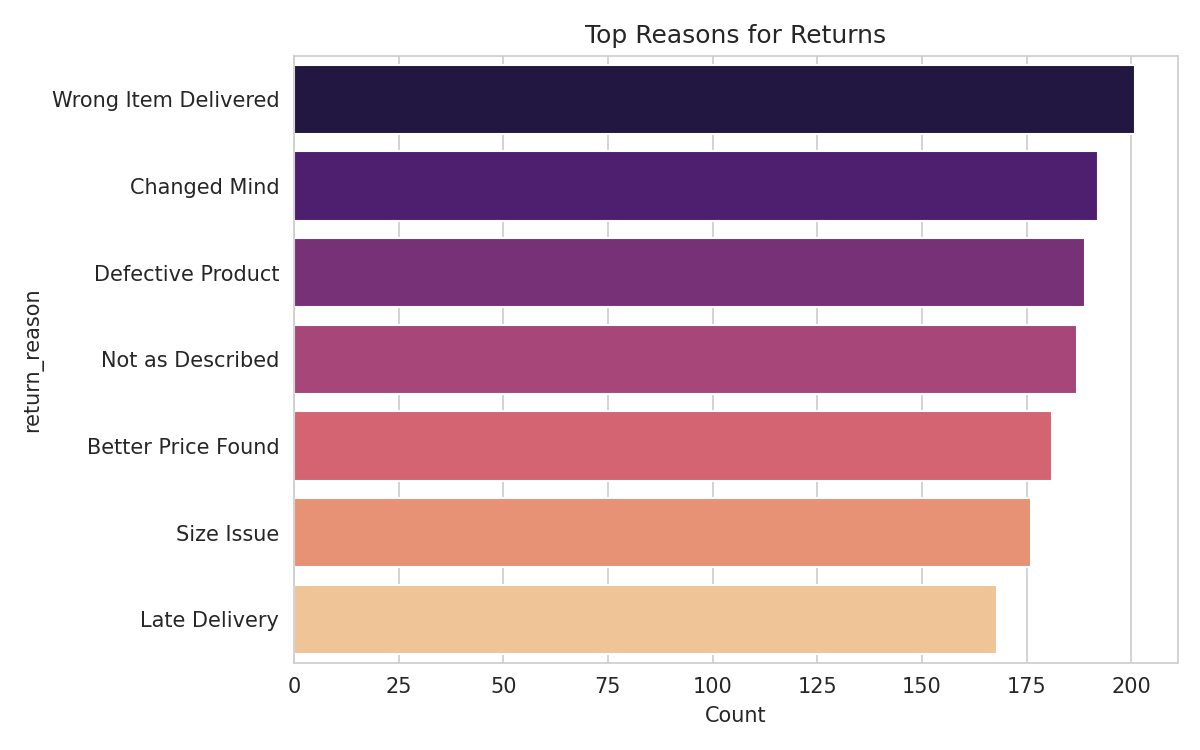 Top Reasons for Returns
return_reason
Wrong Item Delivered
Changed Mind
Defective Product
Not as Described
Better Price Found
Size Issue
Late Delivery
0 25 50 75 100 125 150 175 200
Count